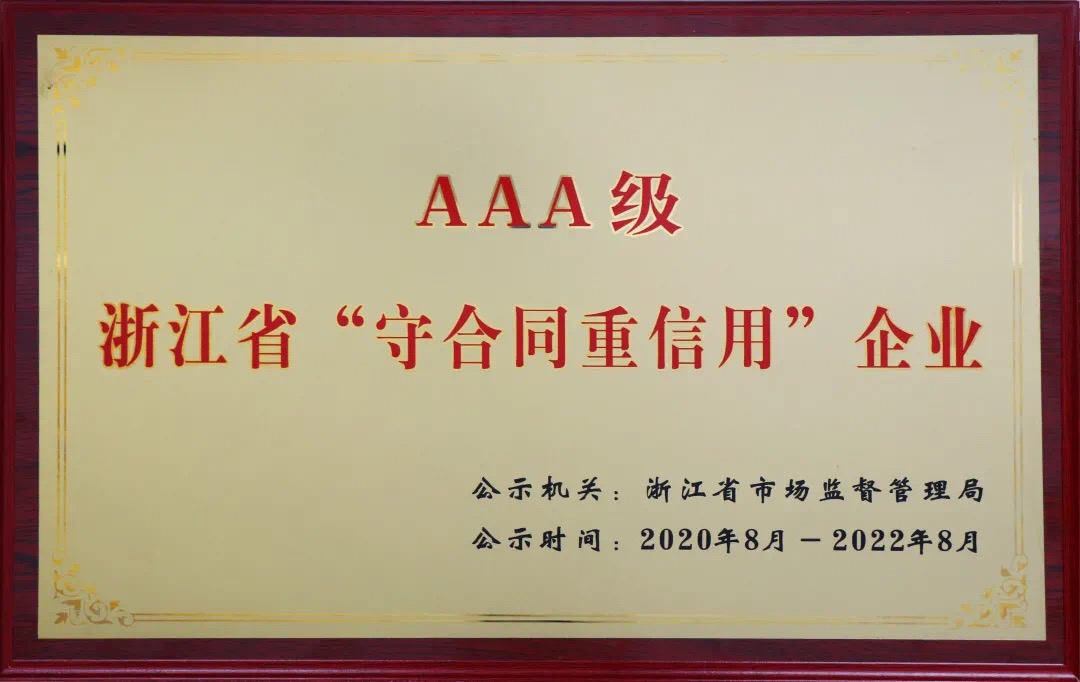 AAA级
浙江省“守合同重信用”企业
公示机关：浙江省市场监督管理局
公示时间：2020年8月－2022年8月